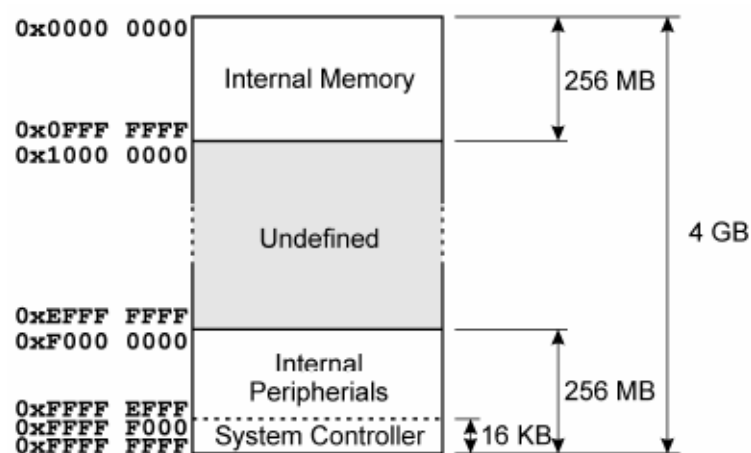 0x0000 0000
Internal Memory
256 MB
0x0FFF FFFF
0x1000 0000
Undefined
4 GB
0xEFFF FFFF
0xF000 0000
Internal
Peripherials
256 MB
0xFFFF EFFF
0xFFFF F000
System Controller
16 KB
0xFFFF FFFF